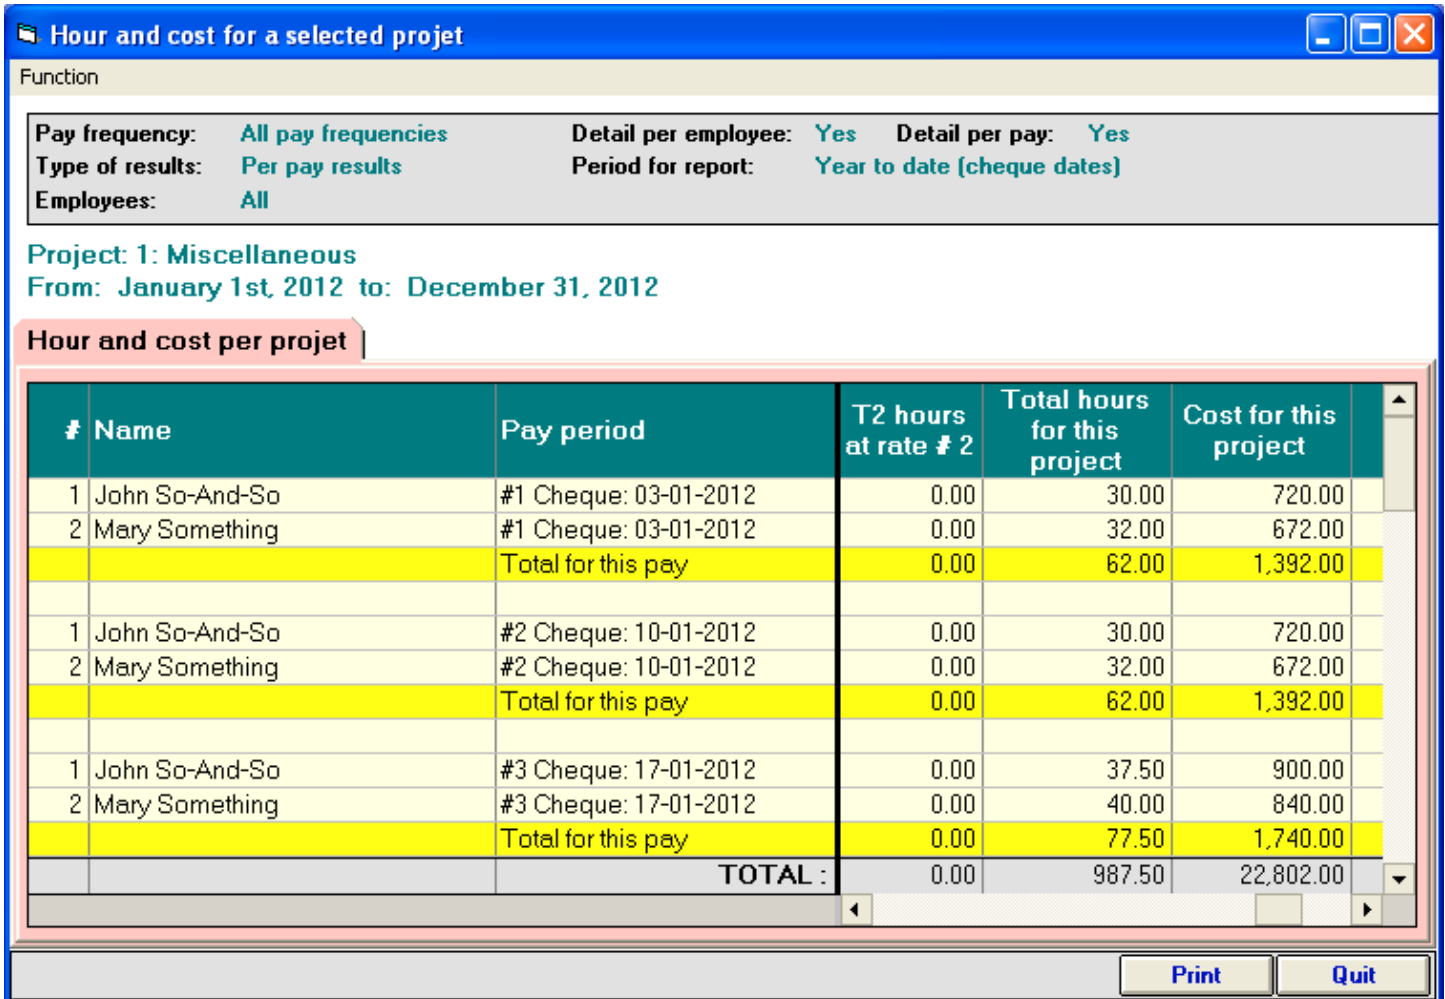 Hour and cost for a selected projet
Function
Pay frequency: All pay frequencies Detail per employee: Yes Detail per pay: Yes
Type of results: Per pay results Period for report: Year to date (cheque dates)
Employees: All
Project: 1: Miscellaneous
From: January 1st, 2012 to: December 31, 2012
Hour and cost per projet
# Name Pay period T2 hours at rate # 2 Total hours for this project Cost for this project
1 John So-And-So #1 Cheque: 03-01-2012 0.00 30.00 720.00
2 Mary Something #1 Cheque: 03-01-2012 0.00 32.00 672.00
Total for this pay 0.00 62.00 1,392.00
1 John So-And-So #2 Cheque: 10-01-2012 0.00 30.00 720.00
2 Mary Something #2 Cheque: 10-01-2012 0.00 32.00 672.00
Total for this pay 0.00 62.00 1,392.00
1 John So-And-So #3 Cheque: 17-01-2012 0.00 37.50 900.00
2 Mary Something #3 Cheque: 17-01-2012 0.00 40.00 840.00
Total for this pay 0.00 77.50 1,740.00
TOTAL : 0.00 987.50 22,802.00
Print Quit